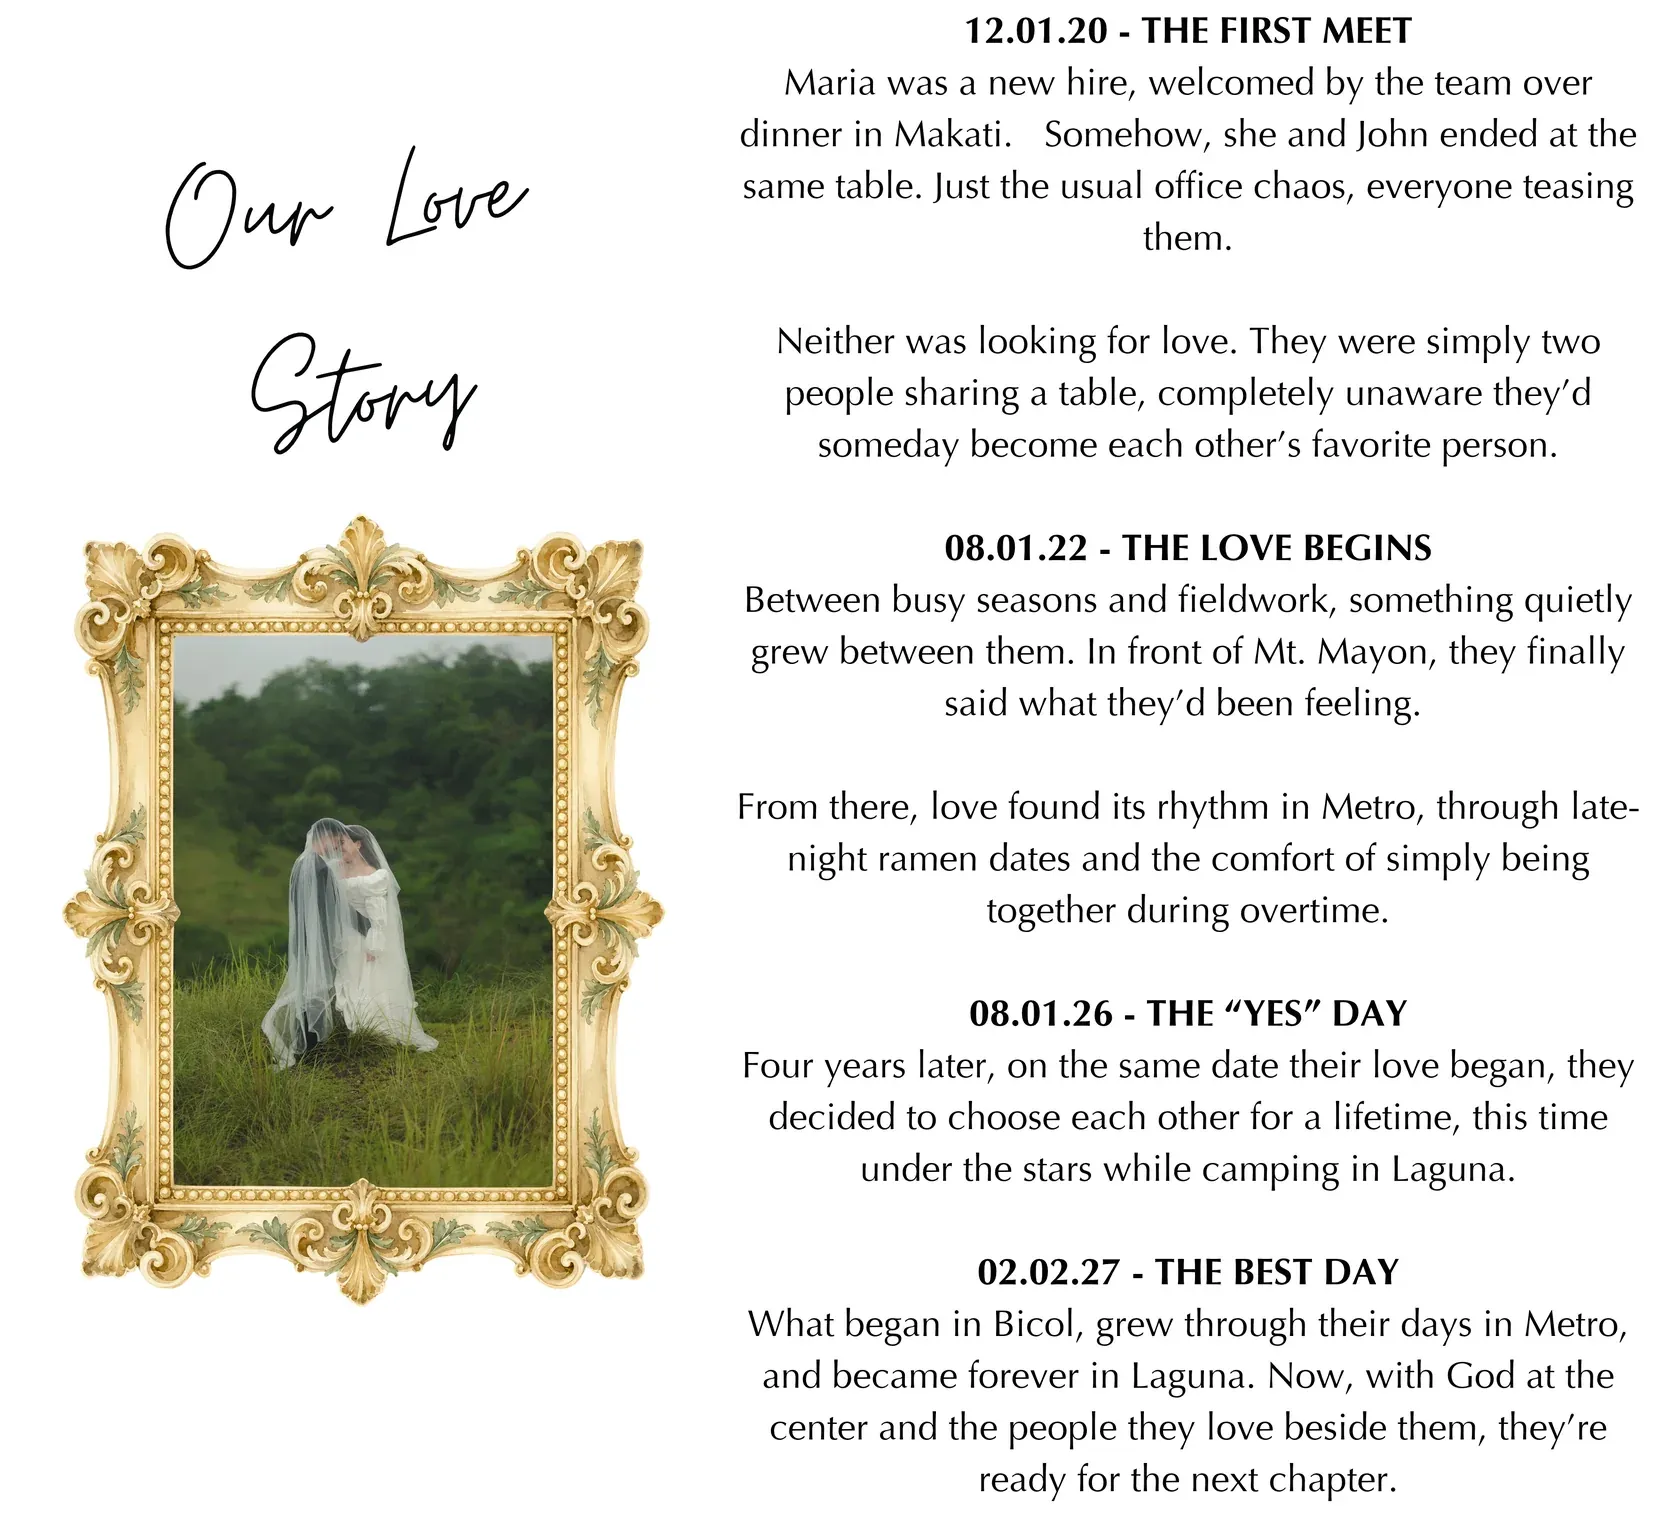 Our Love
Story
12.01.20 - THE FIRST MEET
Maria was a new hire, welcomed by the team over
dinner in Makati.   Somehow, she and John ended at the
same table. Just the usual office chaos, everyone teasing
them.
Neither was looking for love. They were simply two
people sharing a table, completely unaware they’d
someday become each other’s favorite person.
08.01.22 - THE LOVE BEGINS
Between busy seasons and fieldwork, something quietly
grew between them. In front of Mt. Mayon, they finally
said what they’d been feeling.
From there, love found its rhythm in Metro, through late-
night ramen dates and the comfort of simply being
together during overtime.
08.01.26 - THE “YES” DAY
Four years later, on the same date their love began, they
decided to choose each other for a lifetime, this time
under the stars while camping in Laguna.
02.02.27 - THE BEST DAY
What began in Bicol, grew through their days in Metro,
and became forever in Laguna. Now, with God at the
center and the people they love beside them, they’re
ready for the next chapter.